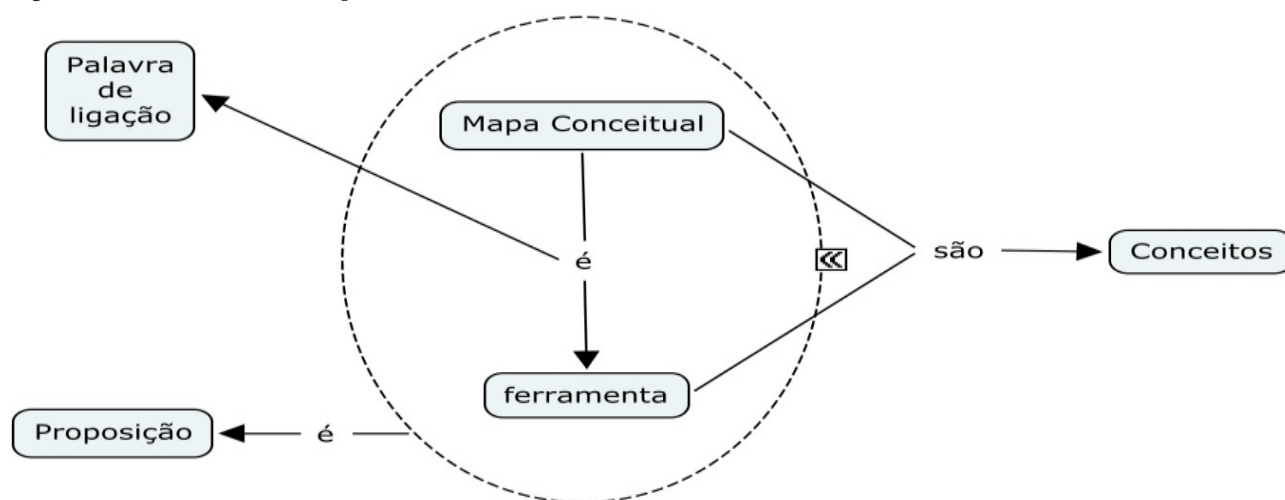 Palavra
de
ligação
Mapa Conceitual
é
são
Conceitos
ferramenta
Proposição
é